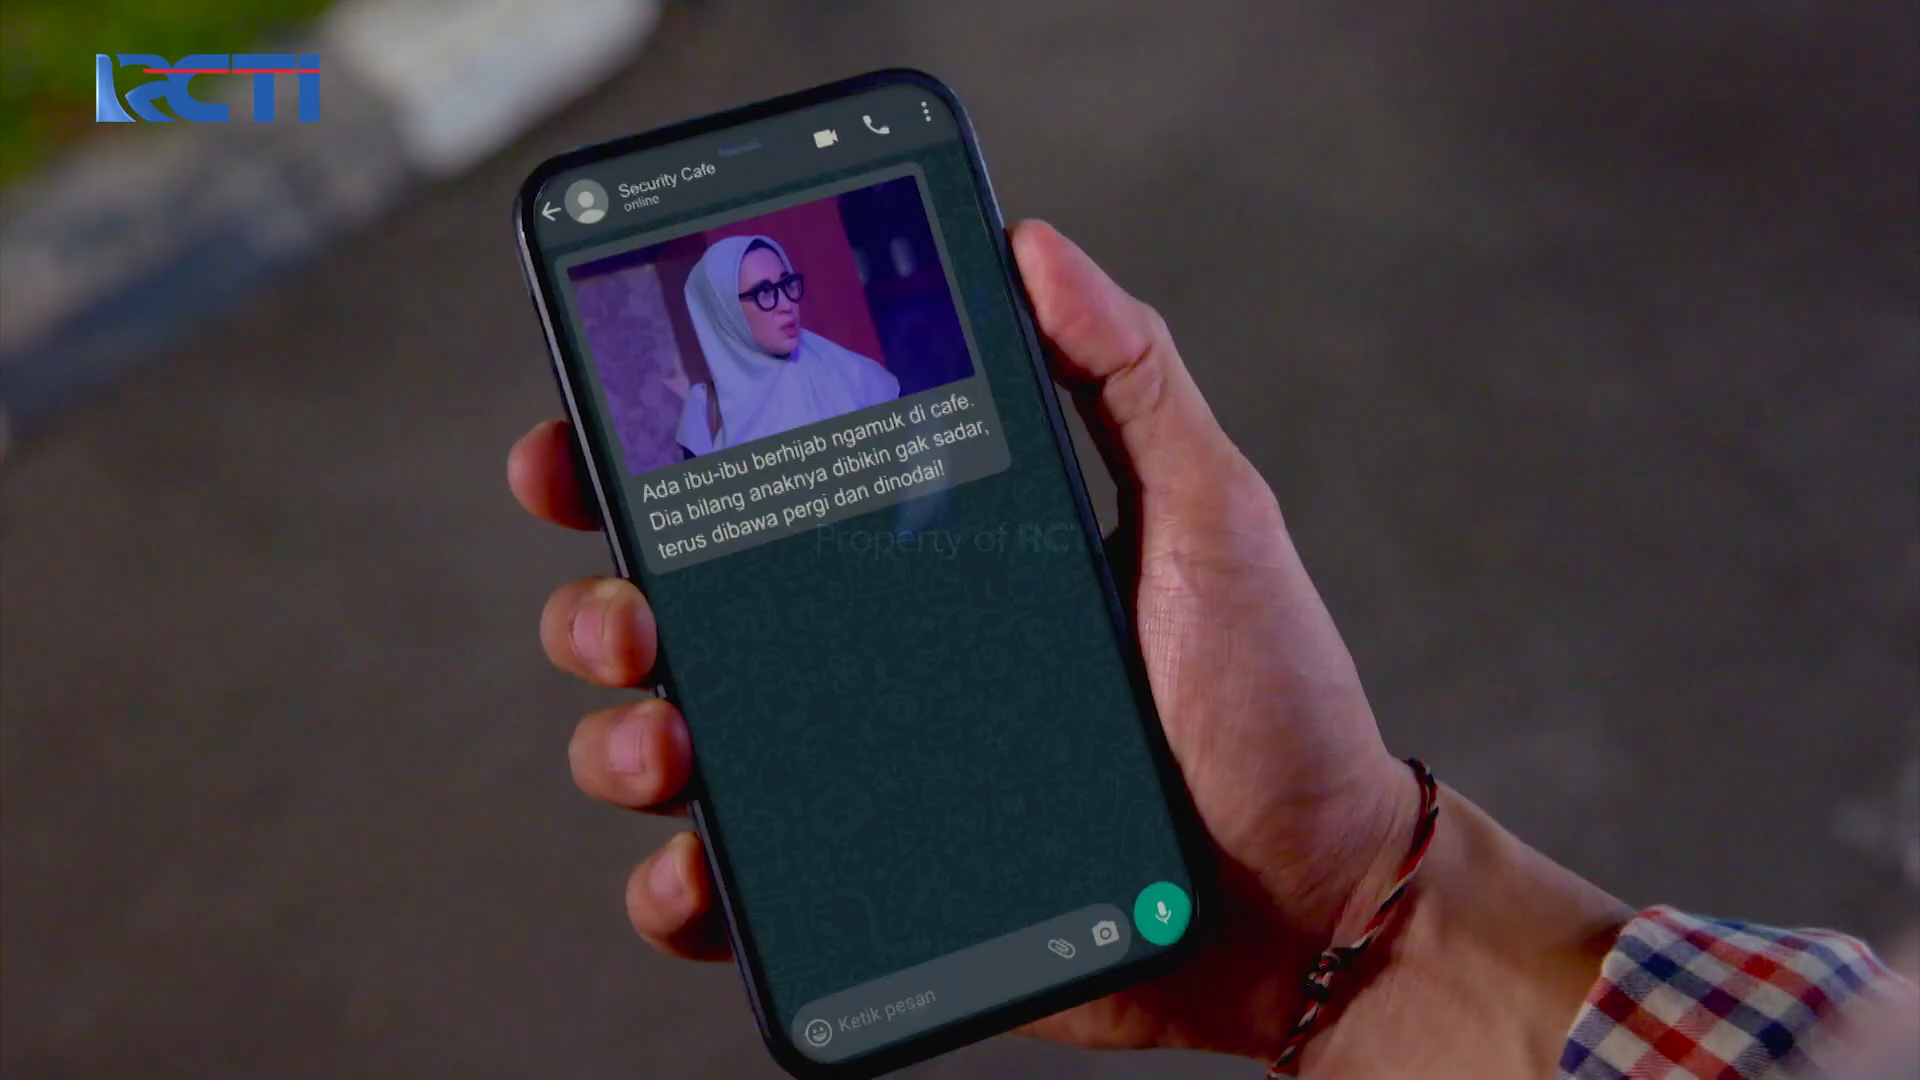 RCTI
Security Cafe
online
Ada ibu-ibu berhijab ngamuk di cafe.
Dia bilang anaknya dibikin gak sadar,
terus dibawa pergi dan dinodai!
Property of RCT
Ketik pesan